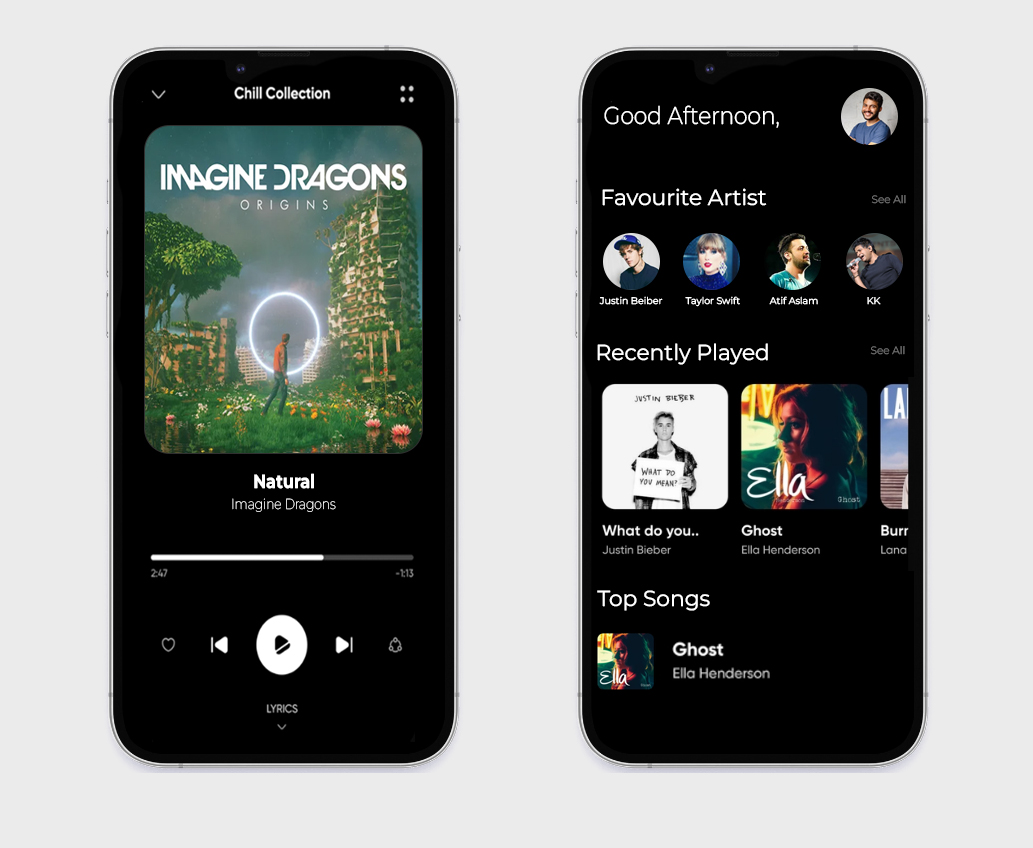 Chill Collection
IMAGINE DRAGONS
ORIGINS
Natural
Imagine Dragons
2:47
-1:13
LYRICS
Good Afternoon,
Favourite Artist
See All
Justin Beiber
Taylor Swift
Atif Aslam
KK
Recently Played
See All
JUSTIN BIEBER
WHAT DO
YOU MEAN?
Ella
Henderson
Ghost
LA
What do you..
Ghost
Burr
Justin Bieber
Ella Henderson
Lana
Top Songs
Ella
Ghost
Ella Henderson